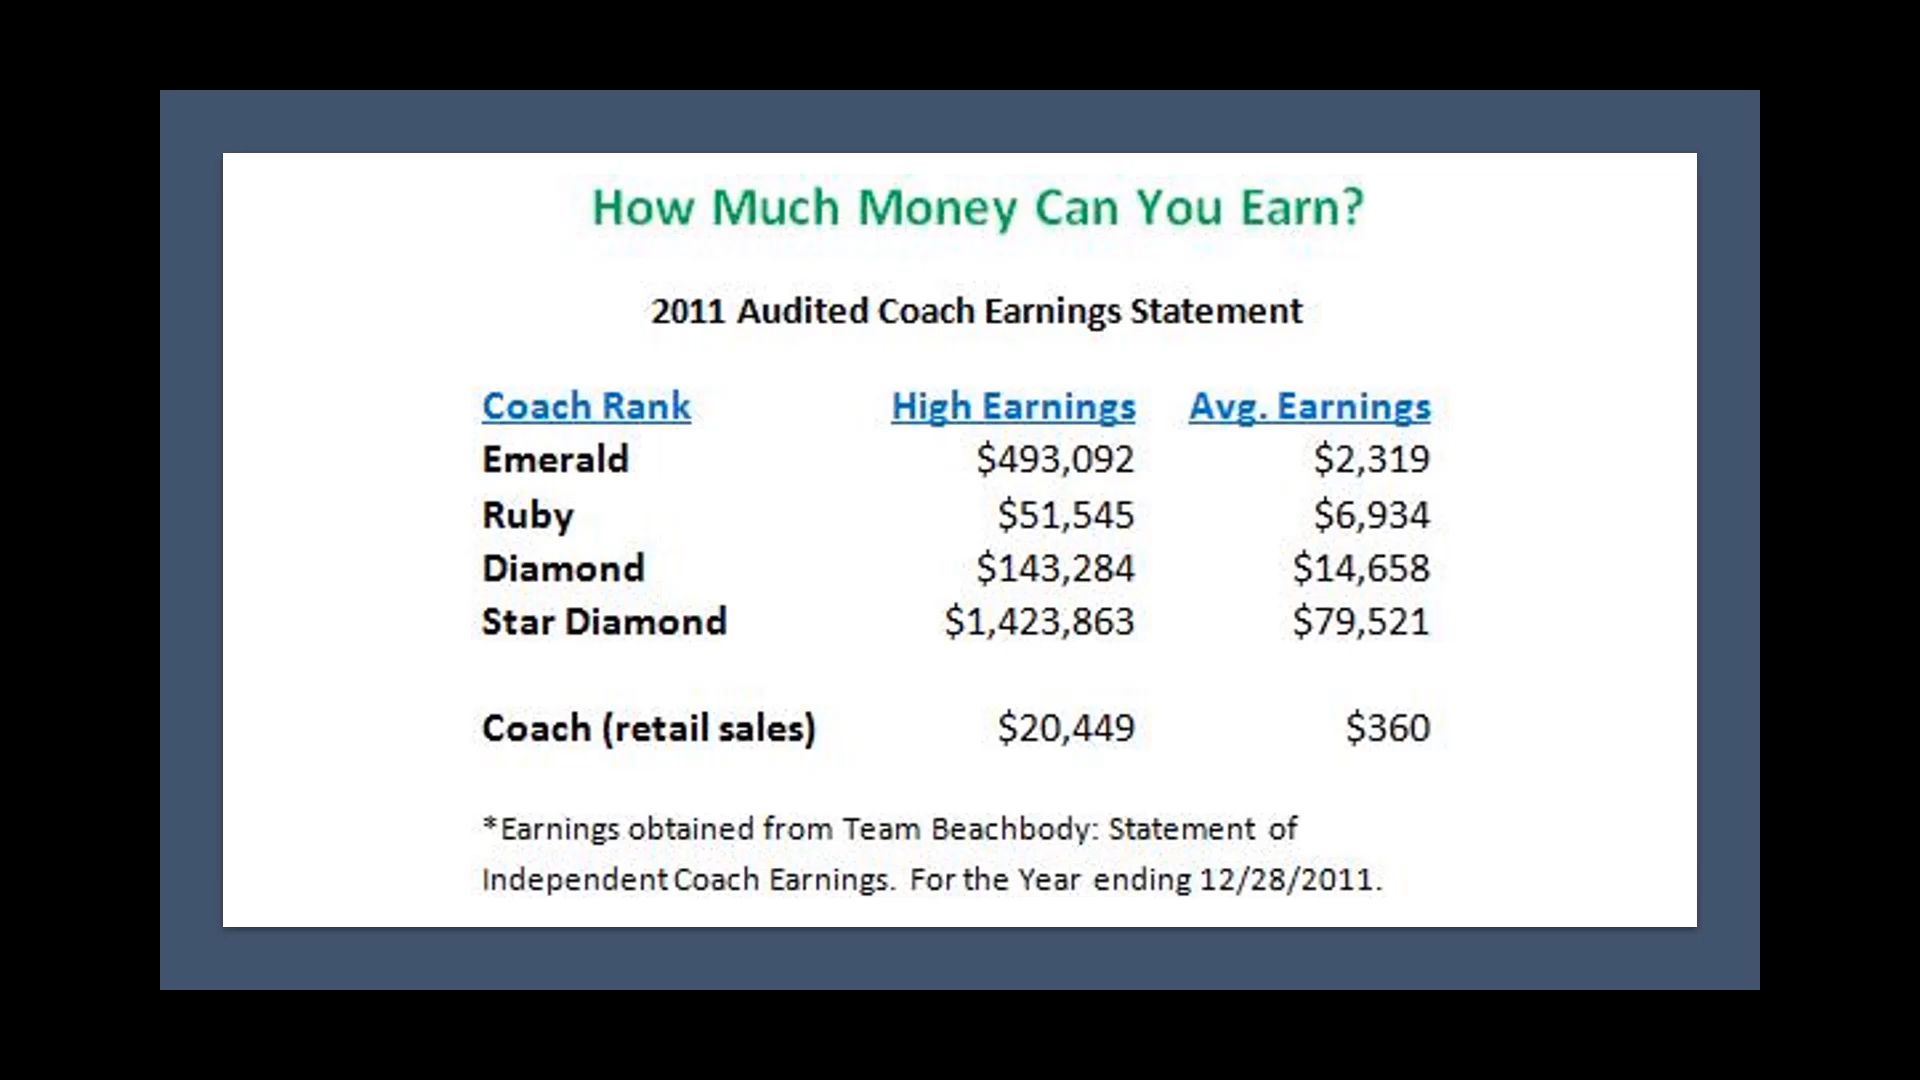 How Much Money Can You Earn?
2011 Audited Coach Earnings Statement
Coach Rank High Earnings Avg. Earnings
Emerald $493,092 $2,319
Ruby $51,545 $6,934
Diamond $143,284 $14,658
Star Diamond $1,423,863 $79,521
Coach (retail sales) $20,449 $360
*Earnings obtained from Team Beachbody: Statement of
Independent Coach Earnings. For the Year ending 12/28/2011.